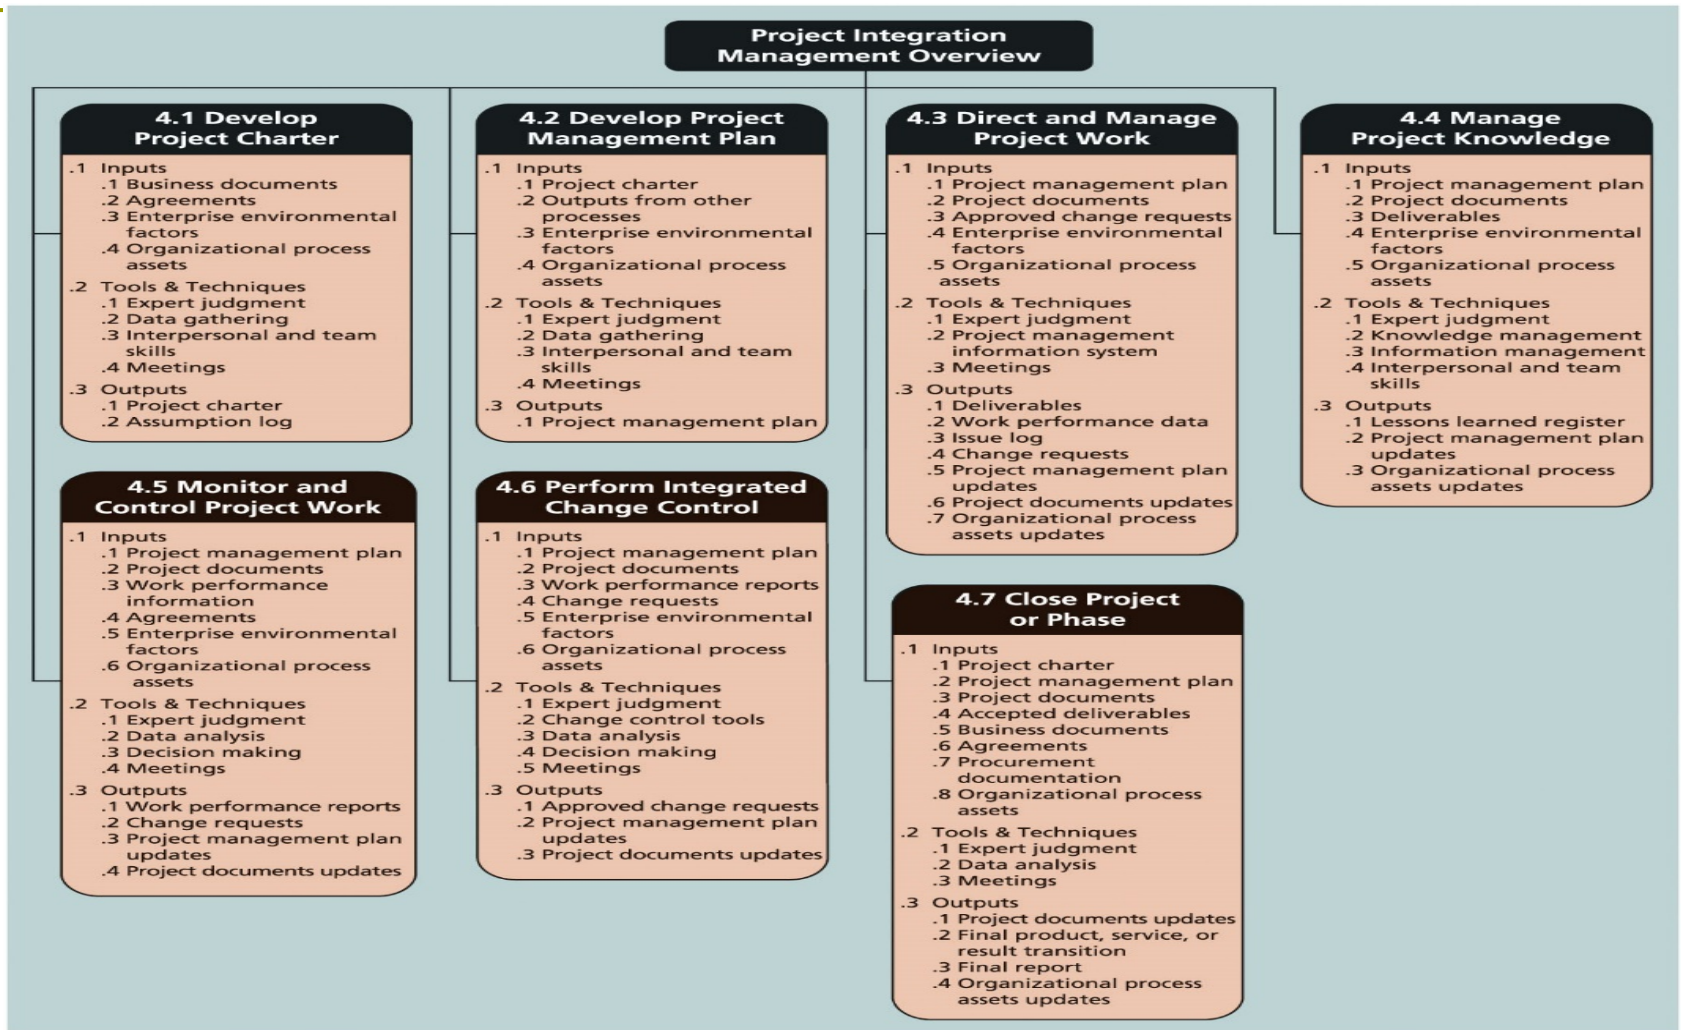 Project Integration
Management Overview
4.1 Develop
Project Charter
.1 Inputs
.1 Business documents
.2 Agreements
.3 Enterprise environmental
factors
.4 Organizational process
assets
.2 Tools & Techniques
.1 Expert judgment
.2 Data gathering
.3 Interpersonal and team
skills
.4 Meetings
.3 Outputs
.1 Project charter
.2 Assumption log
4.2 Develop Project
Management Plan
.1 Inputs
.1 Project charter
.2 Outputs from other
processes
.3 Enterprise environmental
factors
.4 Organizational process
assets
.2 Tools & Techniques
.1 Expert judgment
.2 Data gathering
.3 Interpersonal and team
skills
.4 Meetings
.3 Outputs
.1 Project management plan
4.3 Direct and Manage
Project Work
.1 Inputs
.1 Project management plan
.2 Project documents
.3 Approved change requests
.4 Enterprise environmental
factors
.5 Organizational process
assets
.2 Tools & Techniques
.1 Expert judgment
.2 Project management
information system
.3 Meetings
.3 Outputs
.1 Deliverables
.2 Work performance data
.3 Issue log
.4 Change requests
.5 Project management plan
updates
.6 Project documents updates
.7 Organizational process
assets updates
4.4 Manage
Project Knowledge
.1 Inputs
.1 Project management plan
.2 Project documents
.3 Deliverables
.4 Enterprise environmental
factors
.5 Organizational process
assets
.2 Tools & Techniques
.1 Expert judgment
.2 Knowledge management
.3 Information management
.4 Interpersonal and team
skills
.3 Outputs
.1 Lessons learned register
.2 Project management plan
updates
.3 Organizational process
assets updates
4.5 Monitor and
Control Project Work
.1 Inputs
.1 Project management plan
.2 Project documents
.3 Work performance
information
.4 Agreements
.5 Enterprise environmental
factors
.6 Organizational process
assets
.2 Tools & Techniques
.1 Expert judgment
.2 Data analysis
.3 Decision making
.4 Meetings
.3 Outputs
.1 Work performance reports
.2 Change requests
.3 Project management plan
updates
.4 Project documents updates
4.6 Perform Integrated
Change Control
.1 Inputs
.1 Project management plan
.2 Project documents
.3 Work performance reports
.4 Change requests
.5 Enterprise environmental
factors
.6 Organizational process
assets
.2 Tools & Techniques
.1 Expert judgment
.2 Change control tools
.3 Data analysis
.4 Decision making
.5 Meetings
.3 Outputs
.1 Approved change requests
.2 Project management plan
updates
.3 Project documents updates
4.7 Close Project
or Phase
.1 Inputs
.1 Project charter
.2 Project management plan
.3 Project documents
.4 Accepted deliverables
.5 Business documents
.6 Agreements
.7 Procurement
documentation
.8 Organizational process
assets
.2 Tools & Techniques
.1 Expert judgment
.2 Data analysis
.3 Meetings
.3 Outputs
.1 Project documents updates
.2 Final product, service, or
result transition
.3 Final report
.4 Organizational process
assets updates